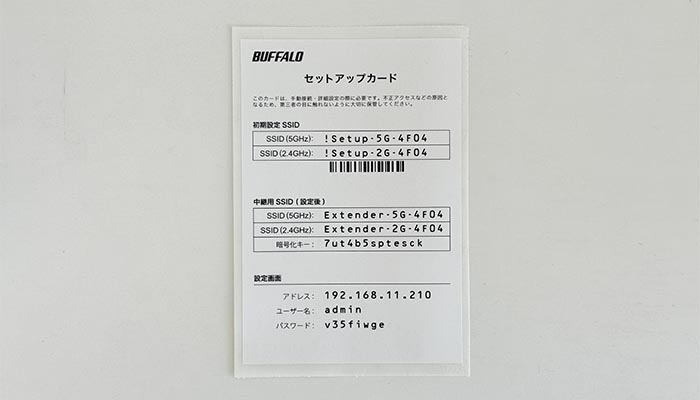 BUFFALO
セットアップカード
このカードは、手動接続・詳細設定の際に必要です。不正アクセスなどの原因と
なるため、第三者の目に触れないように大切に保管してください。
初期設定 SSID
SSID (5GHz): !Setup-5G-4F04
SSID (2.4GHz): !Setup-2G-4F04
中継用 SSID（設定後）
SSID (5GHz): Extender-5G-4F04
SSID (2.4GHz): Extender-2G-4F04
暗号化キー: 7ut4b5sptesck
設定画面
アドレス: 192.168.11.210
ユーザー名: admin
パスワード: v35fiwge